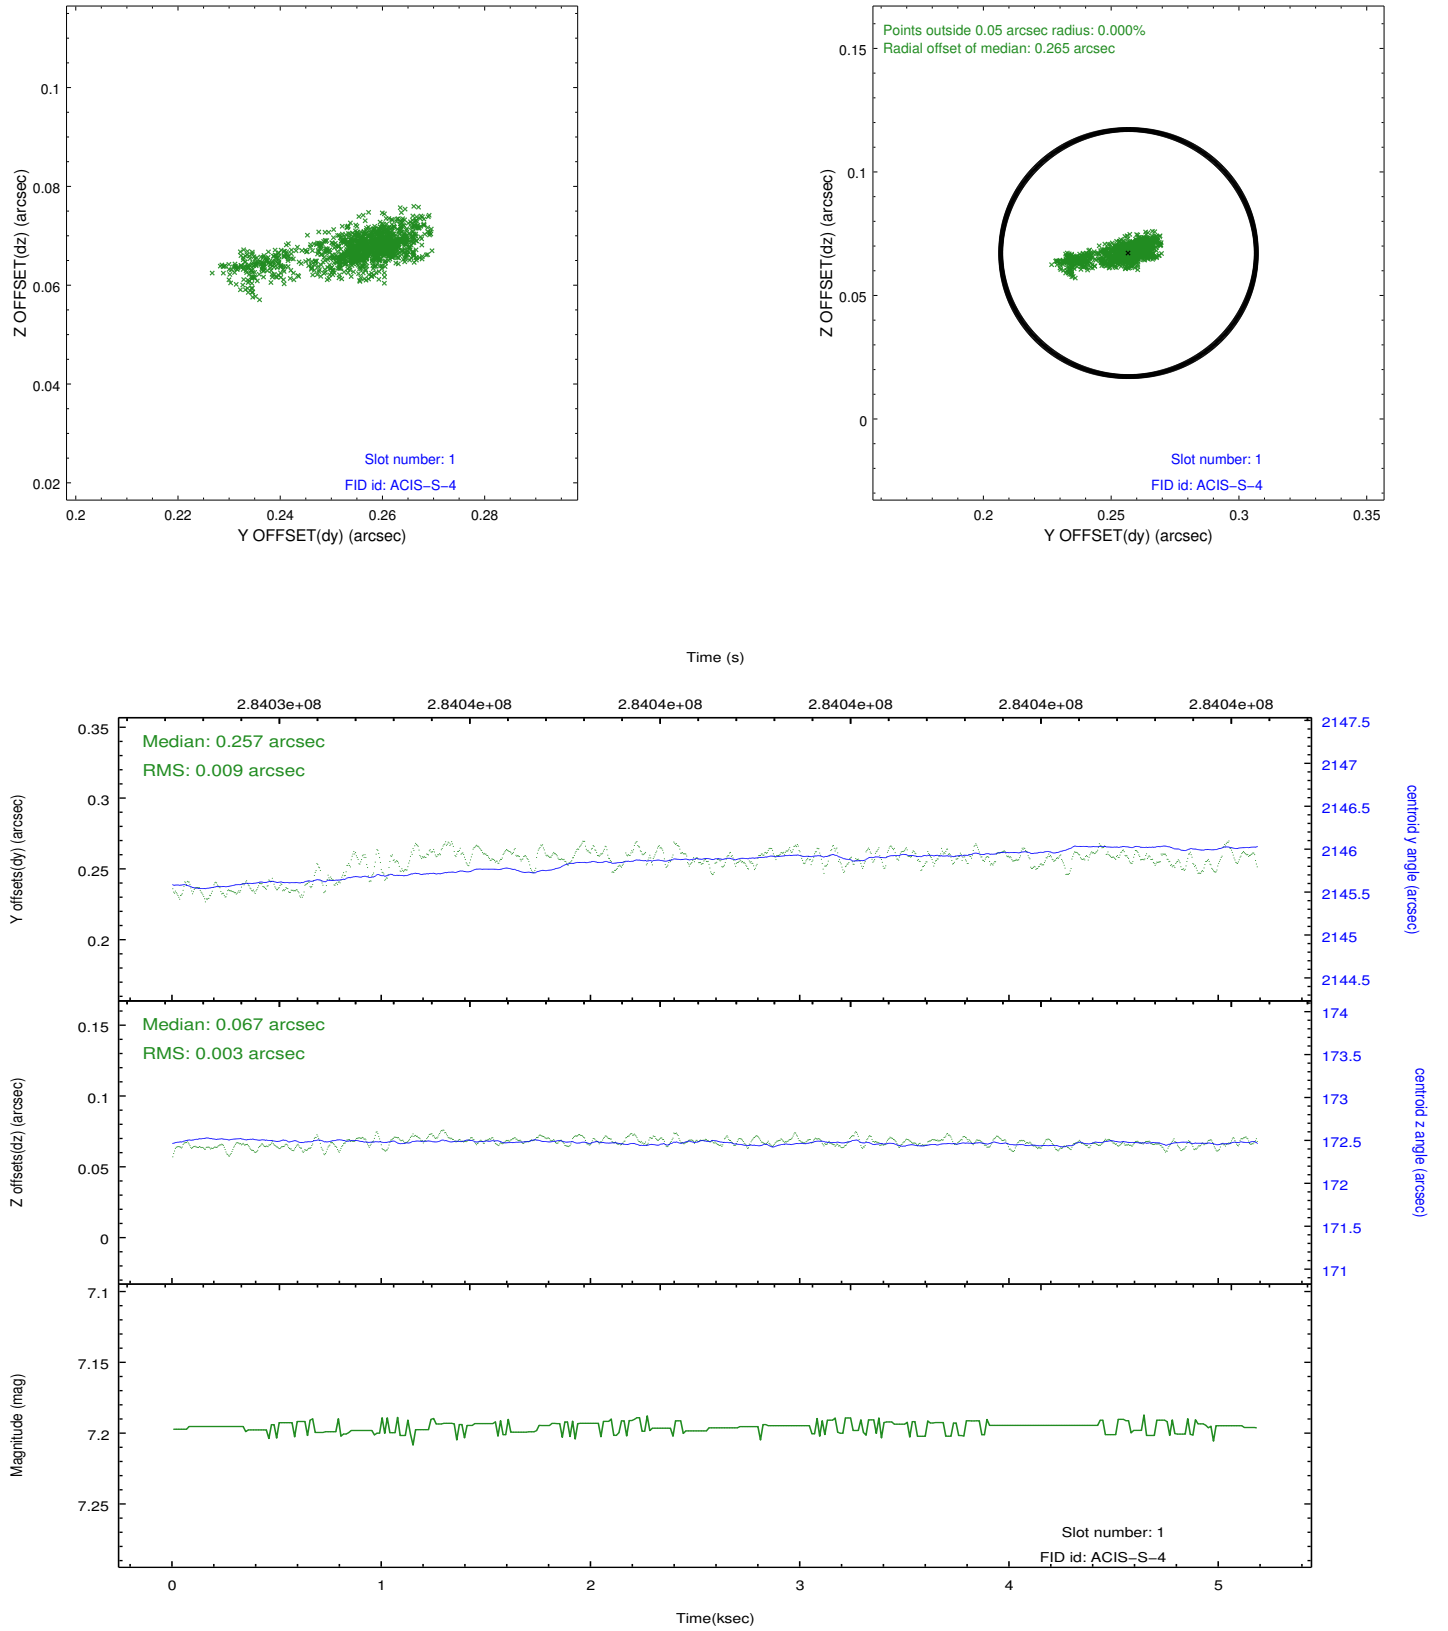 0.1
0.08
0.06
0.04
0.02
Z OFFSET(dz) (arcsec)
Slot number: 1
FID id: ACIS−S−4
0.2 0.22 0.24 0.26 0.28
Y OFFSET(dy) (arcsec)
Points outside 0.05 arcsec radius: 0.000%
Radial offset of median: 0.265 arcsec
0.15
0.1
0.05
0
Z OFFSET(dz) (arcsec)
Slot number: 1
FID id: ACIS−S−4
0.2 0.25 0.3 0.35
Y OFFSET(dy) (arcsec)
Time (s)
2.8403e+08 2.8404e+08 2.8404e+08 2.8404e+08 2.8404e+08 2.8404e+08
Median: 0.257 arcsec
RMS: 0.009 arcsec
0.35
0.3
0.25
0.2
Y offsets(dy) (arcsec)
2147.5
2147
2146.5
2146
2145.5
2145
2144.5
centroid y angle (arcsec)
Median: 0.067 arcsec
RMS: 0.003 arcsec
0.15
0.1
0.05
0
Z offsets(dz) (arcsec)
174
173.5
173
172.5
172
171.5
171
centroid z angle (arcsec)
7.1
7.15
7.2
7.25
Magnitude (mag)
Slot number: 1
FID id: ACIS−S−4
0 1 2 3 4 5
Time(ksec)